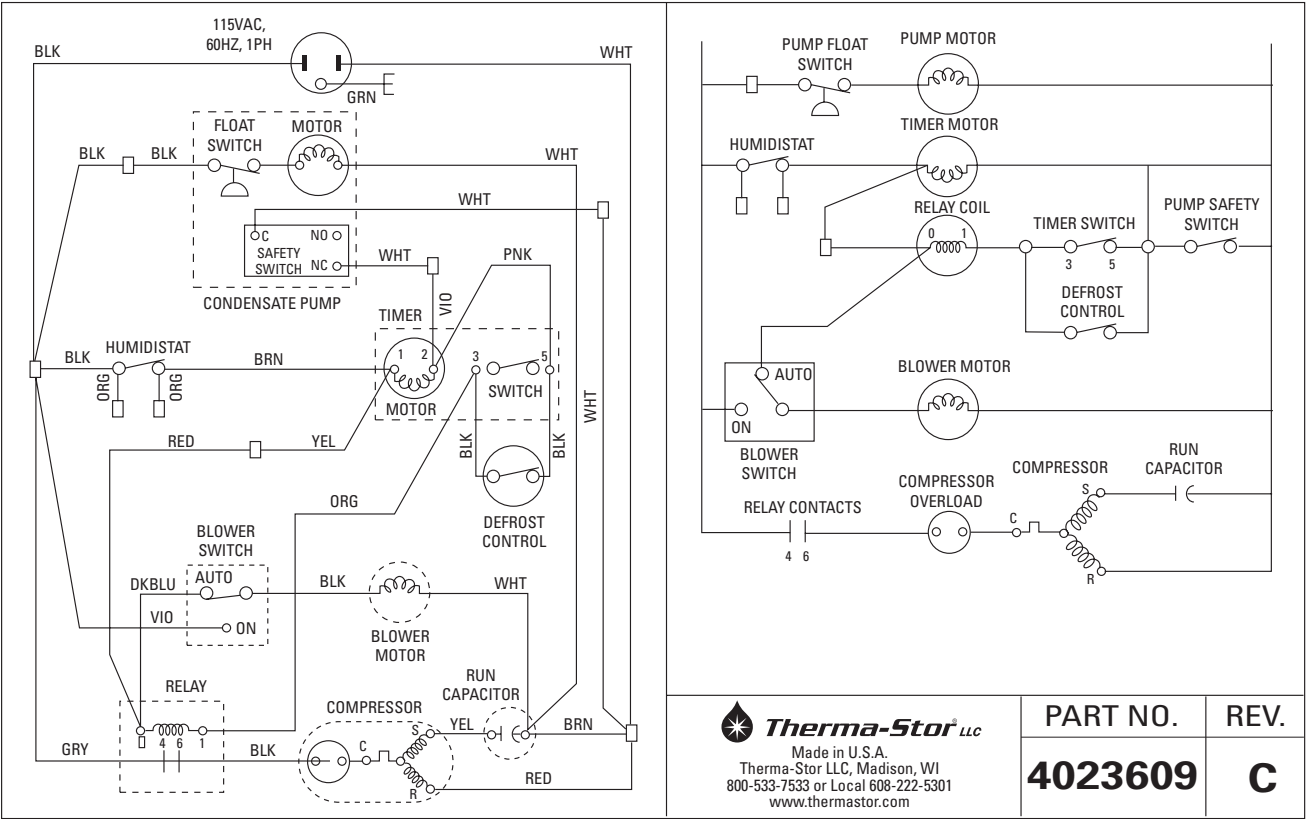 115VAC,
60HZ, 1PH
BLK
WHT
GRN
FLOAT
SWITCH
MOTOR
BLK
BLK
WHT
WHT
C
NO
SAFETY
SWITCH
NC
WHT
PNK
CONDENSATE PUMP
VIO
TIMER
HUMIDISTAT
BLK
BRN
ORG
ORG
1
2
3
5
SWITCH
MOTOR
WHT
RED
YEL
BLK
BLK
ORG
DEFROST
CONTROL
BLOWER
SWITCH
AUTO
DKBLU
BLK
WHT
VIO
ON
BLOWER
MOTOR
RELAY
RUN
CAPACITOR
COMPRESSOR
0
4
6
1
S
YEL
BRN
GRY
BLK
C
R
RED
PUMP FLOAT
SWITCH
PUMP MOTOR
TIMER MOTOR
HUMIDISTAT
RELAY COIL
0
1
TIMER SWITCH
3
5
PUMP SAFETY
SWITCH
DEFROST
CONTROL
AUTO
ON
BLOWER
SWITCH
BLOWER MOTOR
RELAY CONTACTS
4
6
COMPRESSOR
OVERLOAD
COMPRESSOR
C
S
R
RUN
CAPACITOR
Therma-Stor LLC
Made in U.S.A.
Therma-Stor LLC, Madison, WI
800-533-7533 or Local 608-222-5301
www.thermastor.com
PART NO.
4023609
REV.
C